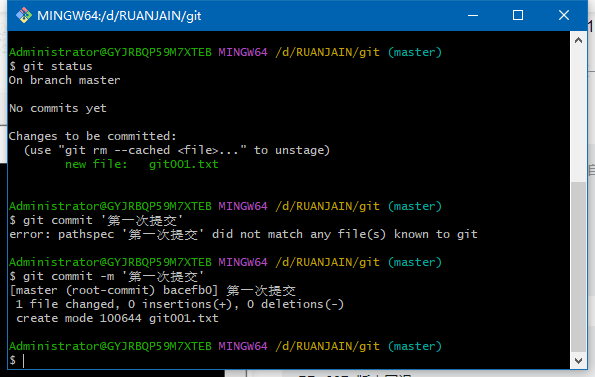 MINGW64:/d/RUANJAIN/git
Administrator@GYJRBQP59M7XTEB MINGW64 /d/RUANJAIN/git (master)
$ git status
On branch master
No commits yet
Changes to be committed:
(use "git rm --cached <file>..." to unstage)
new file: git001.txt
Administrator@GYJRBQP59M7XTEB MINGW64 /d/RUANJAIN/git (master)
$ git commit '第一次提交'
error: pathspec '第一次提交' did not match any file(s) known to git
Administrator@GYJRBQP59M7XTEB MINGW64 /d/RUANJAIN/git (master)
$ git commit -m '第一次提交'
[master (root-commit) bacefb0] 第一次提交
1 file changed, 0 insertions(+), 0 deletions(-)
create mode 100644 git001.txt
Administrator@GYJRBQP59M7XTEB MINGW64 /d/RUANJAIN/git (master)
$